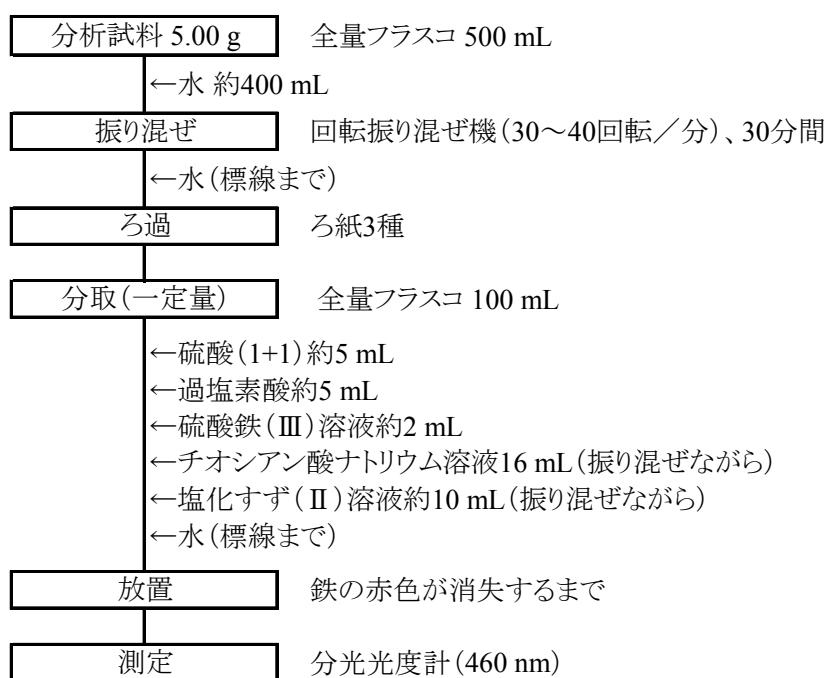 分析試料 5.00 g 全量フラスコ 500 mL
←水 約400 mL
振り混ぜ 回転振り混ぜ機（30～40回転／分）、30分間
←水（標線まで）
ろ過 ろ紙3種
分取（一定量） 全量フラスコ 100 mL
←硫酸（1+1）約5 mL
←過塩素酸約5 mL
←硫酸鉄（Ⅲ）溶液約2 mL
←チオシアン酸ナトリウム溶液16 mL（振り混ぜながら）
←塩化すず（Ⅱ）溶液約10 mL（振り混ぜながら）
←水（標線まで）
放置 鉄の赤色が消失するまで
測定 分光光度計（460 nm）